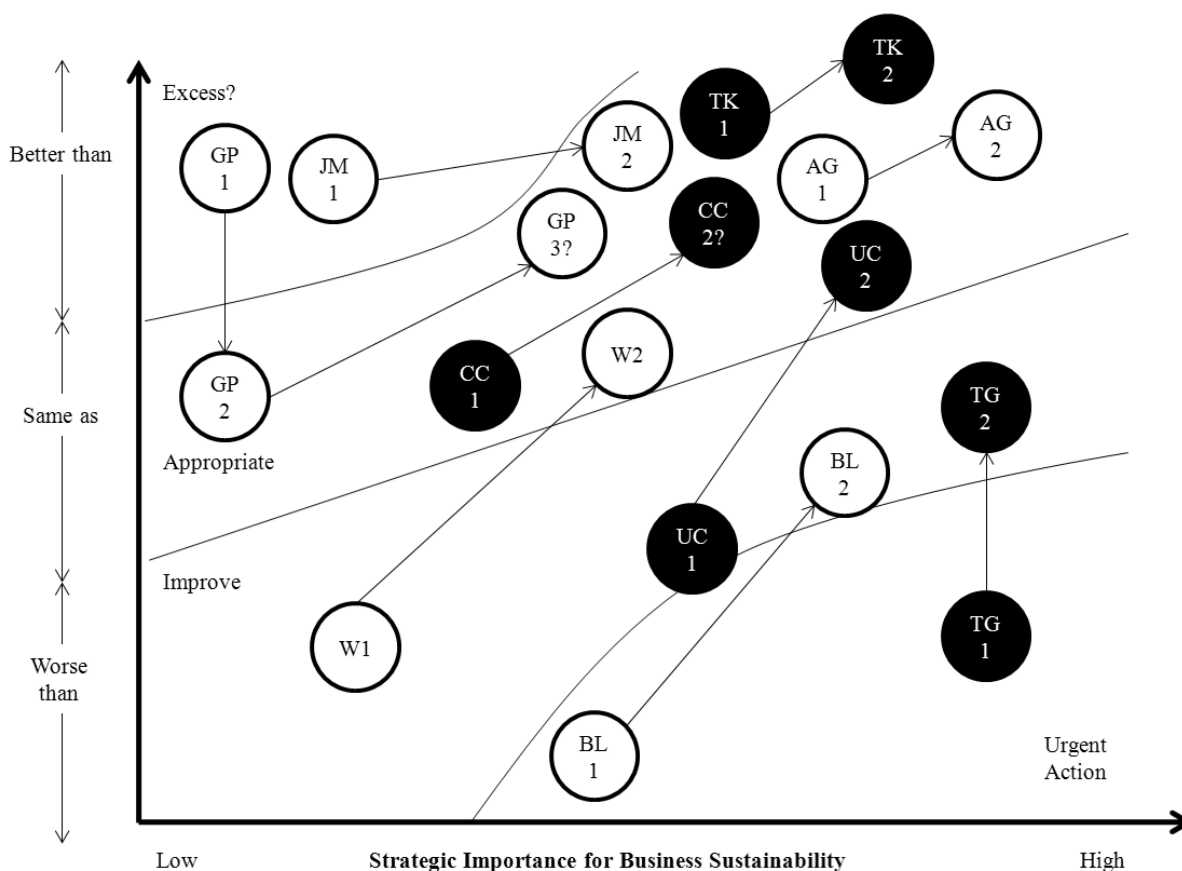 Excess?
Better than
Same as
Worse
than
TK
2
TK
1
AG
2
JM
2
GP
1
JM
1
AG
1
CC
2?
GP
3?
UC
2
W2
CC
1
GP
2
TG
2
Appropriate
BL
2
UC
1
Improve
TG
1
W1
BL
1
Urgent
Action
Low
Strategic Importance for Business Sustainability
High